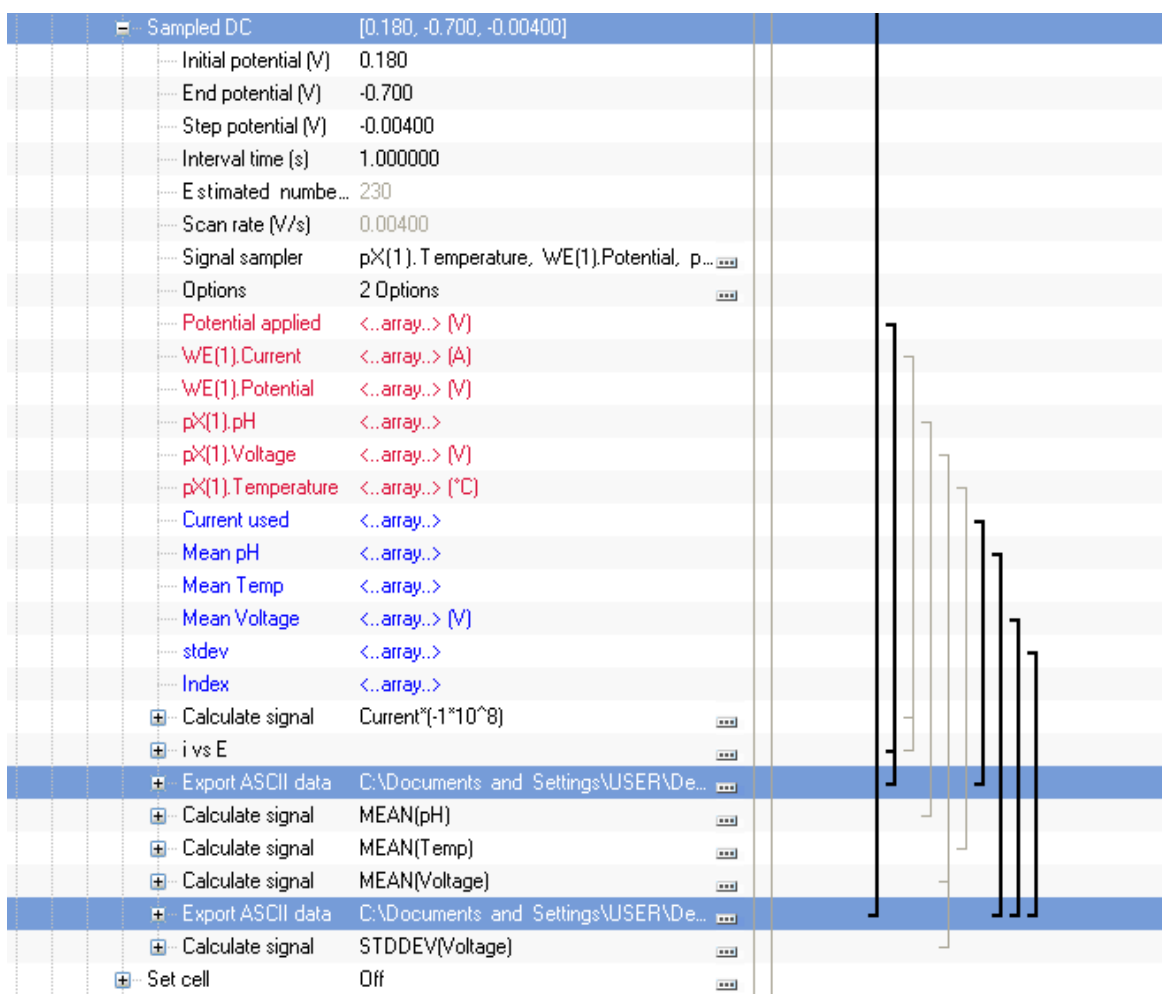 Sampled DC [0.180, -0.700, -0.00400]
Initial potential (V) 0.180
End potential (V) -0.700
Step potential (V) -0.00400
Interval time (s) 1.000000
Estimated numbe... 230
Scan rate (V/s) 0.00400
Signal sampler pX(1).Temperature, WE(1).Potential, p...
Options 2 Options
Potential applied <..array..> (V)
WE(1).Current <..array..> (A)
WE(1).Potential <..array..> (V)
pX(1).pH <..array..>
pX(1).Voltage <..array..> (V)
pX(1).Temperature <..array..> (°C)
Current used <..array..>
Mean pH <..array..>
Mean Temp <..array..>
Mean Voltage <..array..> (V)
stdev <..array..>
Index <..array..>
Calculate signal Current*(-1*10^8)
i vs E
Export ASCII data C:\Documents and Settings\USER\De...
Calculate signal MEAN(pH)
Calculate signal MEAN(Temp)
Calculate signal MEAN(Voltage)
Export ASCII data C:\Documents and Settings\USER\De...
Calculate signal STDDEV(Voltage)
Set cell Off